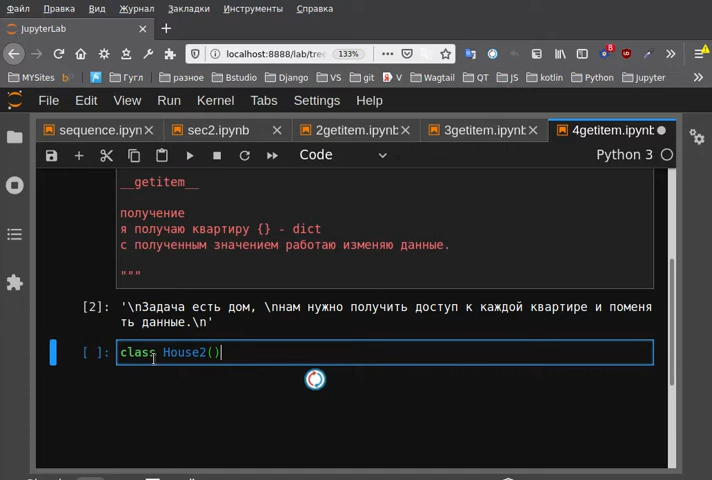 Файл Правка Вид Журнал Закладки Инструменты Справка
JupyterLab
localhost:8888/lab/tree 133%
MYSites Гугл разное Bstudio Django VS git V Wagtail QT JS kotlin Python Jupyter
File Edit View Run Kernel Tabs Settings Help
sequence.ipyn sec2.ipynb 2getitem.ipynb 3getitem.ipynb 4getitem.ipynb
Code Python 3
__getitem__
получение
я получаю квартиру {} - dict
с полученным значением работаю изменяю данные.
"""
[2]: '\nЗадача есть дом, \nнам нужно получить доступ к каждой квартире и поменя
ть данные.\n'
[ ]: class House2()